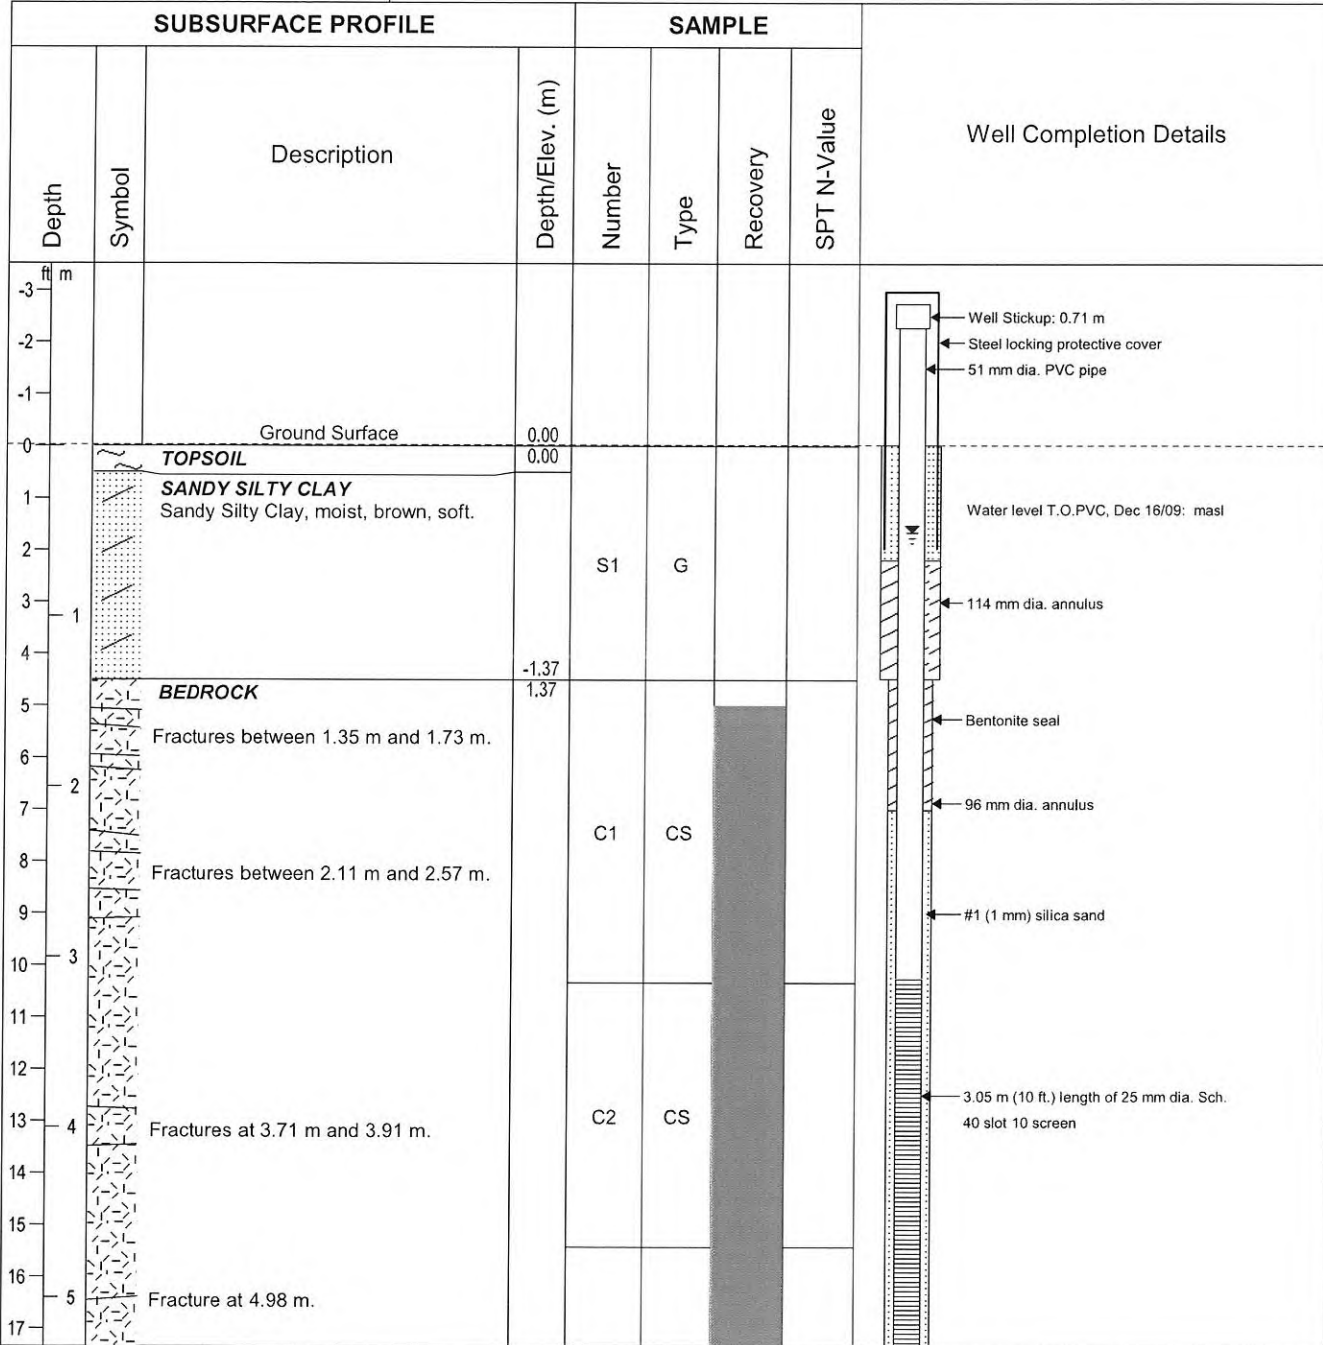 SUBSURFACE PROFILE
SAMPLE
Depth
Symbol
Description
Depth/Elev. (m)
Number
Type
Recovery
SPT N-Value
Well Completion Details
ft m
-3
Well Stickup: 0.71 m
-2
Steel locking protective cover
-1
51 mm dia. PVC pipe
0
Ground Surface
0.00
TOPSOIL
0.00
SANDY SILTY CLAY
1
Sandy Silty Clay, moist, brown, soft.
Water level T.O.PVC, Dec 16/09: masl
2
S1
G
3
1
114 mm dia. annulus
4
-1.37
BEDROCK
1.37
5
Bentonite seal
Fractures between 1.35 m and 1.73 m.
6
2
7
96 mm dia. annulus
C1
CS
8
Fractures between 2.11 m and 2.57 m.
9
#1 (1 mm) silica sand
3
10
11
12
3.05 m (10 ft.) length of 25 mm dia. Sch.
40 slot 10 screen
13
4
Fractures at 3.71 m and 3.91 m.
C2
CS
14
15
16
5
Fracture at 4.98 m.
17